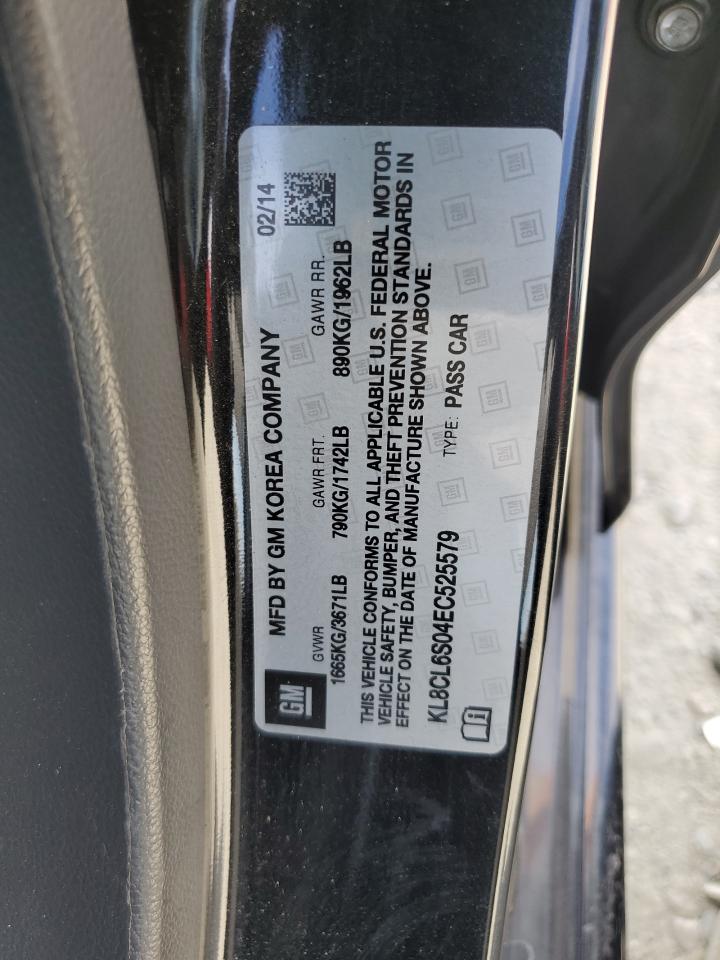 GM
MFD BY GM KOREA COMPANY 02/14
GVWR GAWR FRT. GAWR RR.
1665KG/3671LB 790KG/1742LB 890KG/1962LB
THIS VEHICLE CONFORMS TO ALL APPLICABLE U.S. FEDERAL MOTOR
VEHICLE SAFETY, BUMPER, AND THEFT PREVENTION STANDARDS IN
EFFECT ON THE DATE OF MANUFACTURE SHOWN ABOVE.
KL8CL6S04EC525579 TYPE: PASS CAR